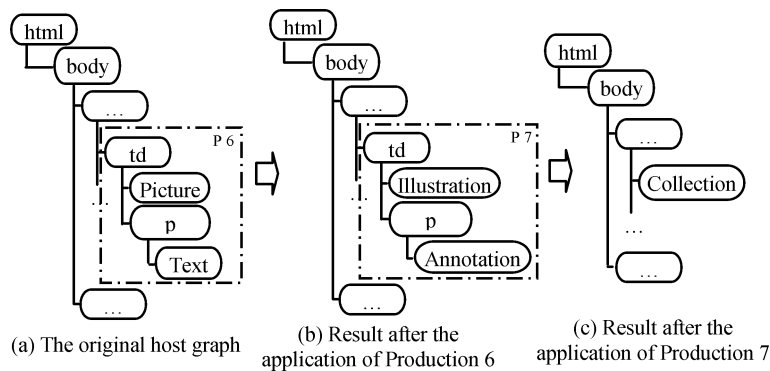 html
body
...
P 6
td
Picture
...
p
Text
...
(a) The original host graph
html
body
...
P 7
td
Illustration
...
p
Annotation
...
(b) Result after the
application of Production 6
html
body
...
Collection
...
...
(c) Result after the
application of Production 7